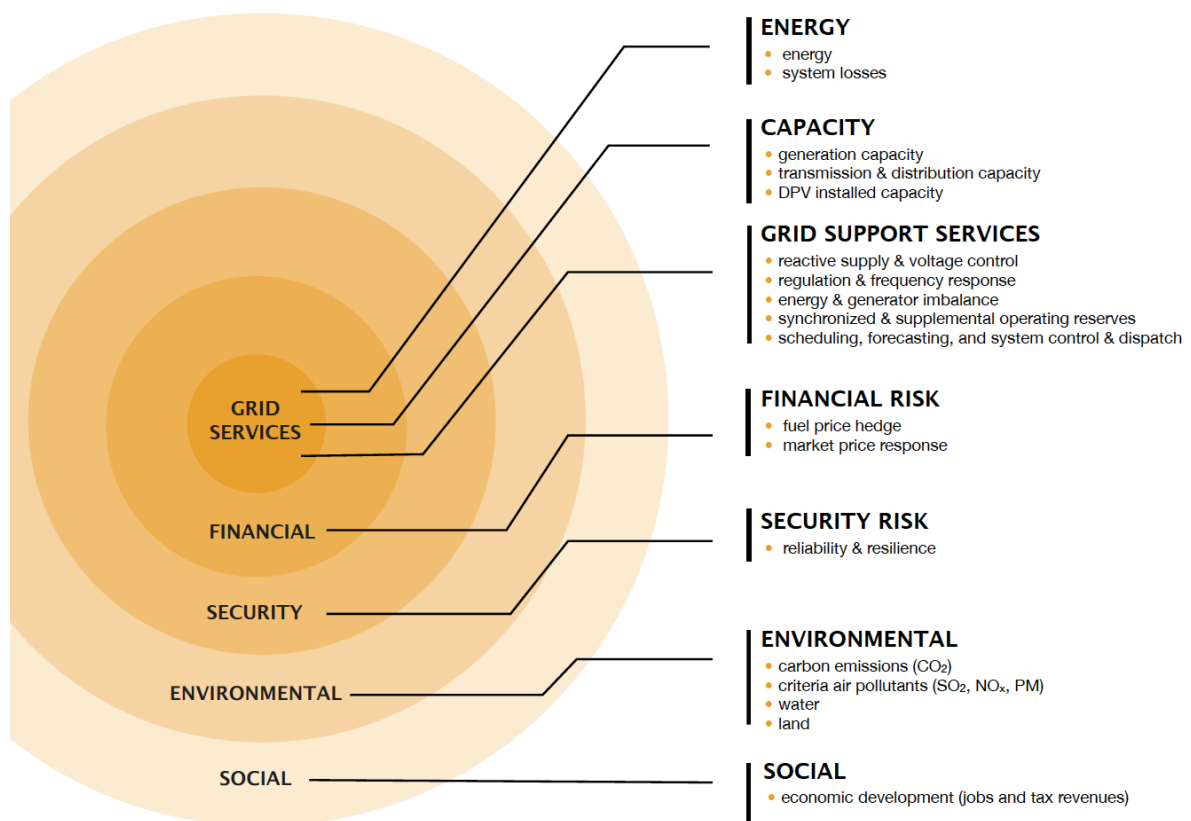 ENERGY
• energy
• system losses
CAPACITY
• generation capacity
• transmission & distribution capacity
• DPV installed capacity
GRID SUPPORT SERVICES
• reactive supply & voltage control
• regulation & frequency response
• energy & generator imbalance
• synchronized & supplemental operating reserves
• scheduling, forecasting, and system control & dispatch
FINANCIAL RISK
• fuel price hedge
• market price response
SECURITY RISK
• reliability & resilience
ENVIRONMENTAL
• carbon emissions (CO₂)
• criteria air pollutants (SO₂, NOₓ, PM)
• water
• land
SOCIAL
• economic development (jobs and tax revenues)
GRID
SERVICES
FINANCIAL
SECURITY
ENVIRONMENTAL
SOCIAL